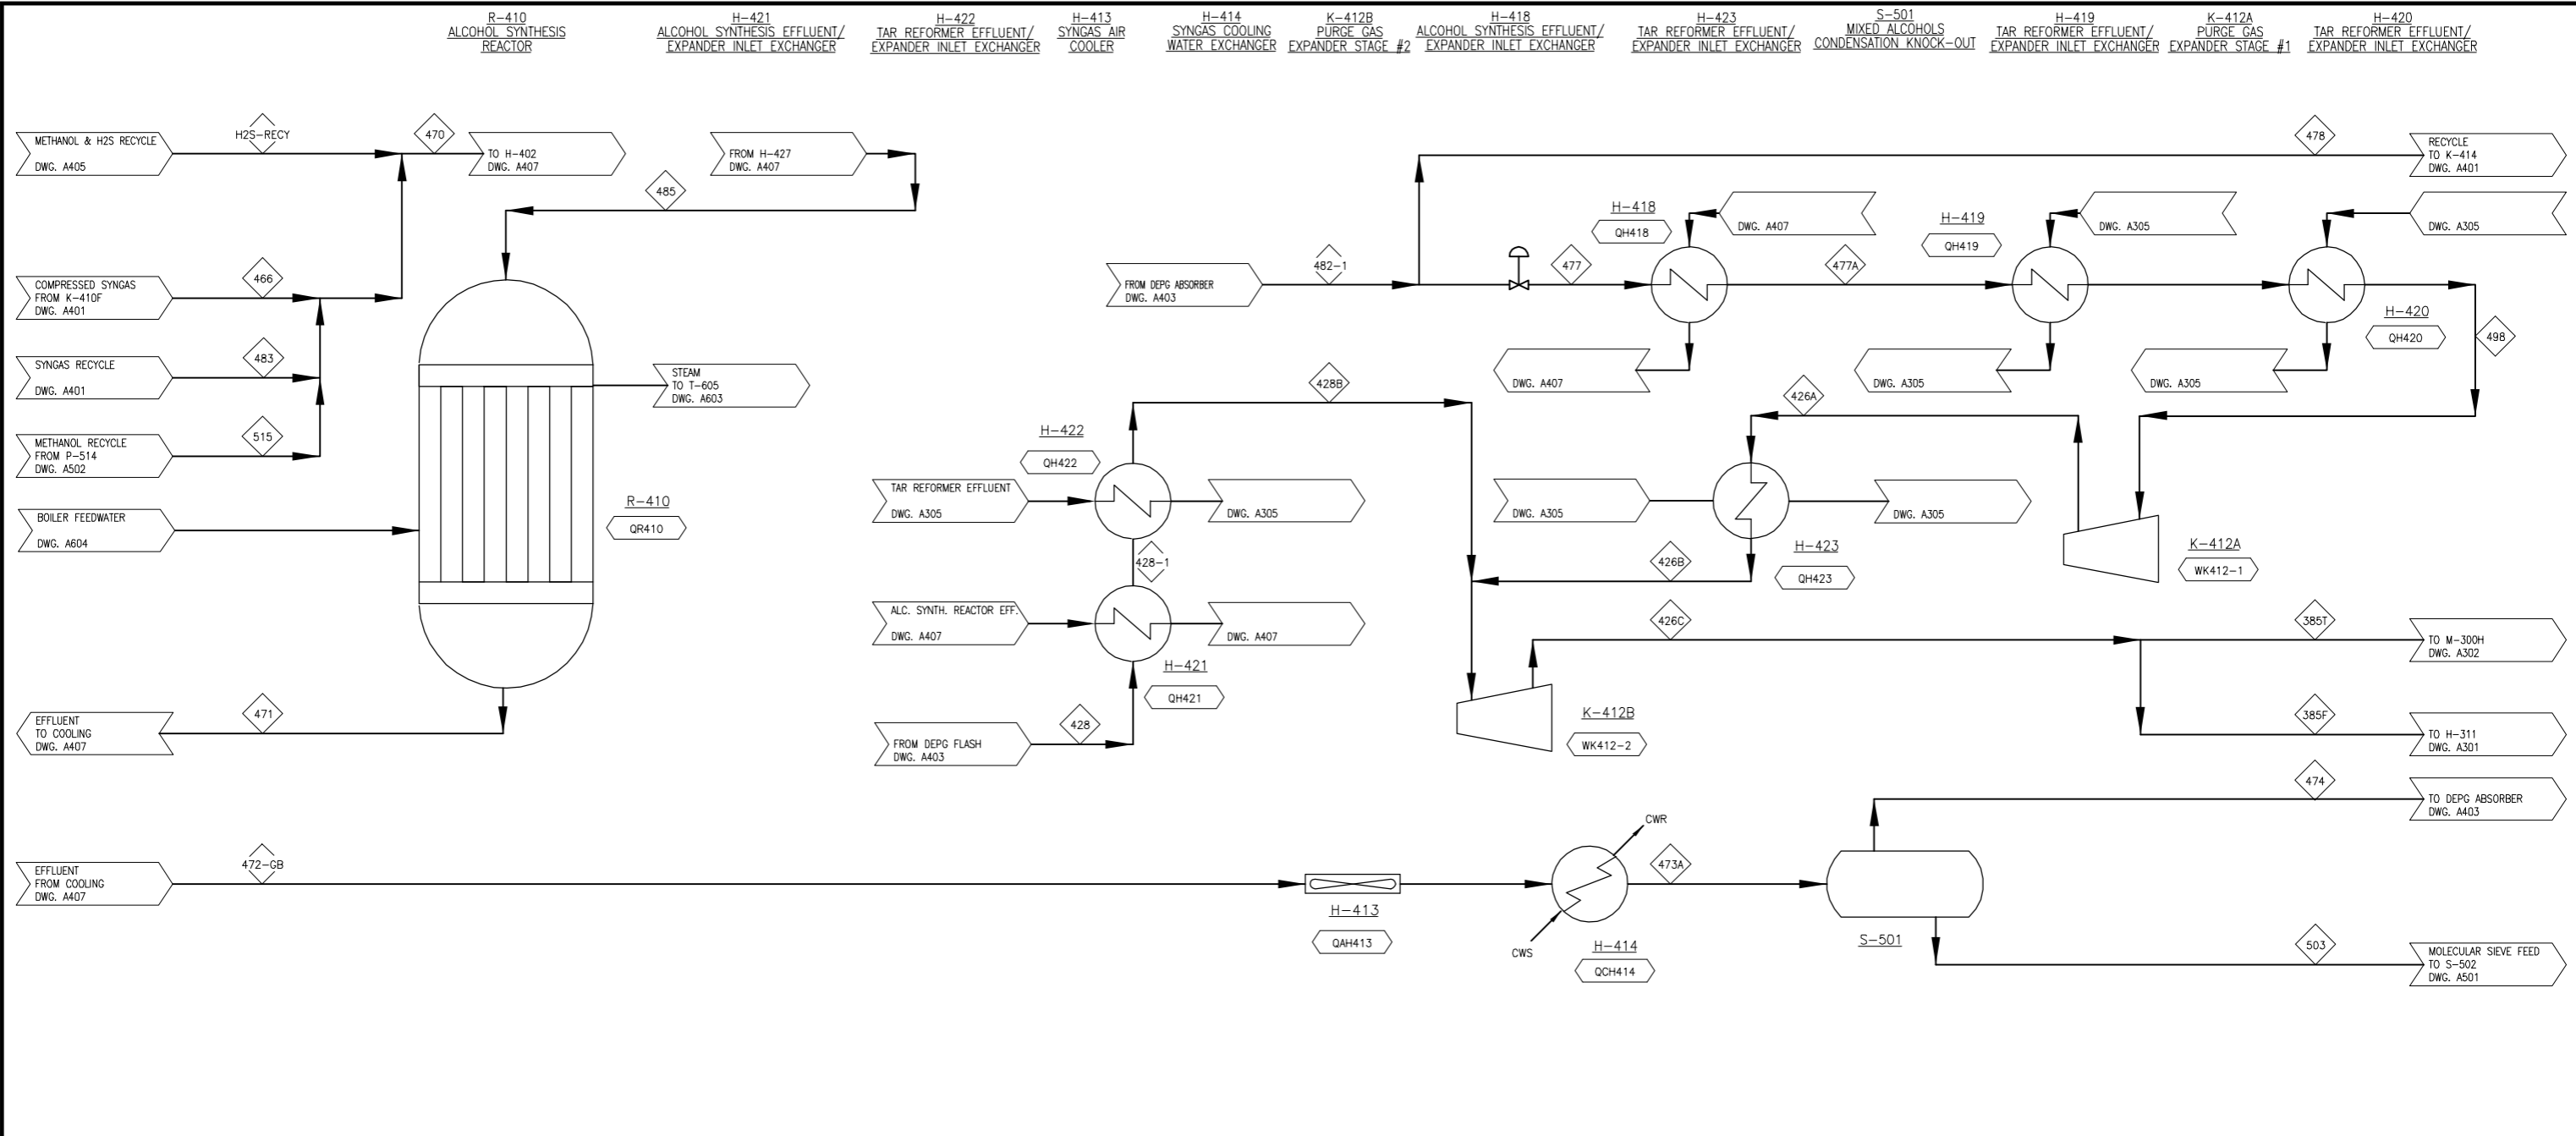 R-410
ALCOHOL SYNTHESIS
REACTOR
H-421
ALCOHOL SYNTHESIS EFFLUENT/
EXPANDER INLET EXCHANGER
H-422
TAR REFORMER EFFLUENT/
EXPANDER INLET EXCHANGER
H-413
SYNGAS AIR
COOLER
H-414
SYNGAS COOLING
WATER EXCHANGER
K-412B
PURGE GAS
EXPANDER STAGE #2
H-418
ALCOHOL SYNTHESIS EFFLUENT/
EXPANDER INLET EXCHANGER
H-423
TAR REFORMER EFFLUENT/
EXPANDER INLET EXCHANGER
S-501
MIXED ALCOHOLS
CONDENSATION KNOCK-OUT
H-419
TAR REFORMER EFFLUENT/
EXPANDER INLET EXCHANGER
K-412A
PURGE GAS
EXPANDER STAGE #1
H-420
TAR REFORMER EFFLUENT/
EXPANDER INLET EXCHANGER
METHANOL & H2S RECYCLE
DWG. A405
H2S-RECY
470
TO H-402
DWG. A407
FROM H-427
DWG. A407
485
478
RECYCLE
TO K-414
DWG. A401
COMPRESSED SYNGAS
FROM K-410F
DWG. A401
466
SYNGAS RECYCLE
DWG. A401
483
METHANOL RECYCLE
FROM P-514
DWG. A502
515
BOILER FEEDWATER
DWG. A604
STEAM
TO T-605
DWG. A603
R-410
QR410
EFFLUENT
TO COOLING
DWG. A407
471
FROM DEPG ABSORBER
DWG. A403
482-1
477
H-418
QH418
DWG. A407
DWG. A407
477A
H-419
QH419
DWG. A305
DWG. A305
DWG. A305
DWG. A305
H-420
QH420
498
428B
H-422
QH422
TAR REFORMER EFFLUENT
DWG. A305
DWG. A305
428-1
ALC. SYNTH. REACTOR EFF.
DWG. A407
DWG. A407
H-421
QH421
FROM DEPG FLASH
DWG. A403
428
426A
DWG. A305
DWG. A305
H-423
QH423
426B
K-412A
WK412-1
426C
K-412B
WK412-2
385T
TO M-300H
DWG. A302
385F
TO H-311
DWG. A301
474
TO DEPG ABSORBER
DWG. A403
EFFLUENT
FROM COOLING
DWG. A407
472-GB
H-413
QAH413
CWR
CWS
H-414
QCH414
473A
S-501
503
MOLECULAR SIEVE FEED
TO S-502
DWG. A501